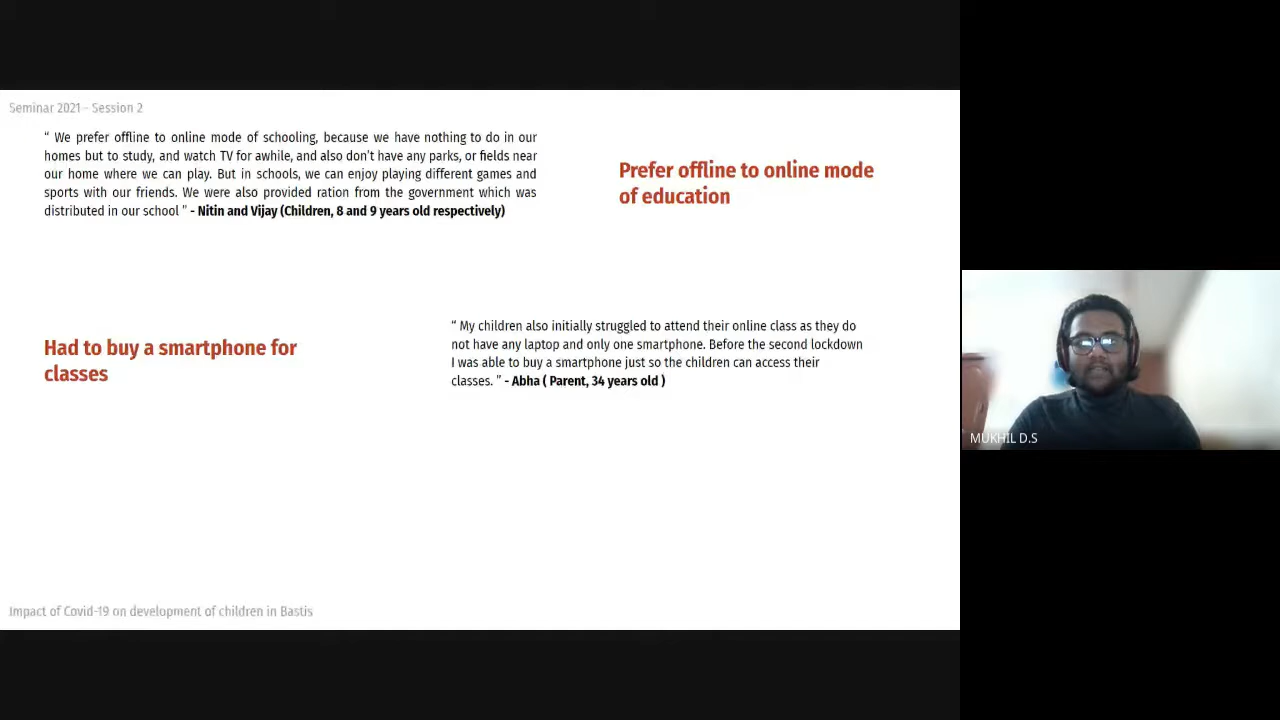 Seminar 2021 - Session 2
“ We prefer offline to online mode of schooling, because we have nothing to do in our
homes but to study, and watch TV for awhile, and also don't have any parks, or fields near
our home where we can play. But in schools, we can enjoy playing different games and
sports with our friends. We were also provided ration from the government which was
distributed in our school ” - Nitin and Vijay (Children, 8 and 9 years old respectively)
Prefer offline to online mode
of education
Had to buy a smartphone for
classes
“ My children also initially struggled to attend their online class as they do
not have any laptop and only one smartphone. Before the second lockdown
I was able to buy a smartphone just so the children can access their
classes. ” - Abha ( Parent, 34 years old )
MUKHIL D.S
Impact of Covid-19 on development of children in Bastis